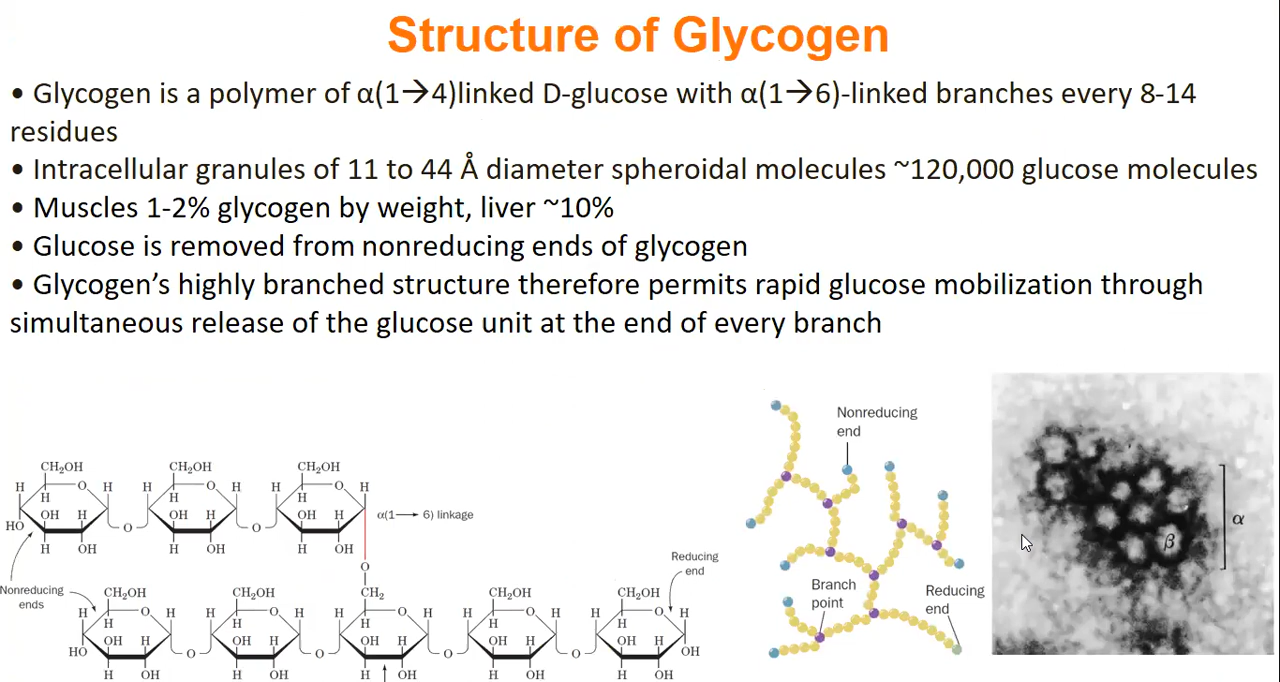 Structure of Glycogen
• Glycogen is a polymer of α(1→4)linked D-glucose with α(1→6)-linked branches every 8-14
residues
• Intracellular granules of 11 to 44 Å diameter spheroidal molecules ~120,000 glucose molecules
• Muscles 1-2% glycogen by weight, liver ~10%
• Glucose is removed from nonreducing ends of glycogen
• Glycogen’s highly branched structure therefore permits rapid glucose mobilization through
simultaneous release of the glucose unit at the end of every branch
CH₂OH CH₂OH CH₂OH
H O H H O H H O H
H H H
OH H OH H OH H
HO O O
H OH H OH H OH
α(1→ 6) linkage
O
Nonreducing
ends
Reducing
end
CH₂OH CH₂OH CH₂ CH₂OH CH₂OH
H O H H O H H O H H O H H O H
H H H H H
OH H OH H OH H OH H OH H
HO O O O O OH
H OH H OH H OH H OH H OH
Nonreducing
end
Branch
point
Reducing
end
α
β